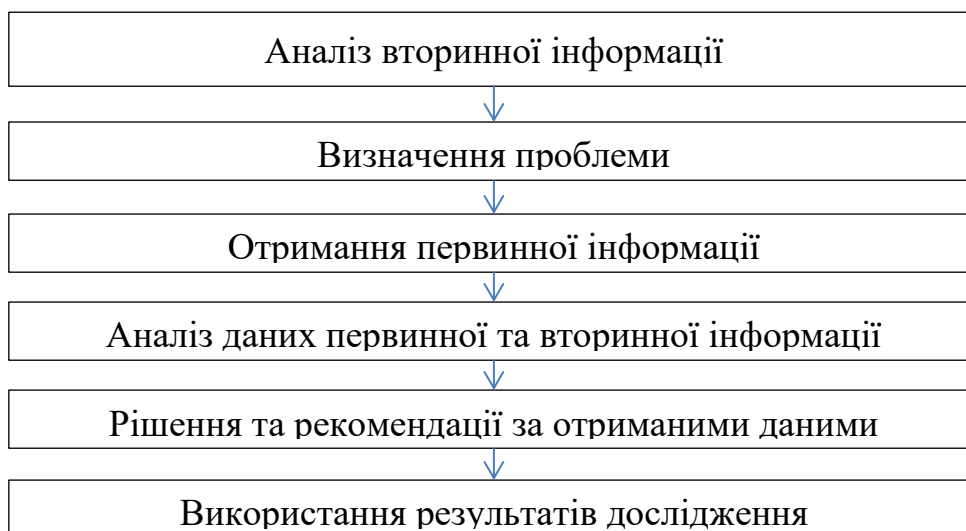 Аналіз вторинної інформації
Визначення проблеми
Отримання первинної інформації
Аналіз даних первинної та вторинної інформації
Рішення та рекомендації за отриманими даними
Використання результатів дослідження